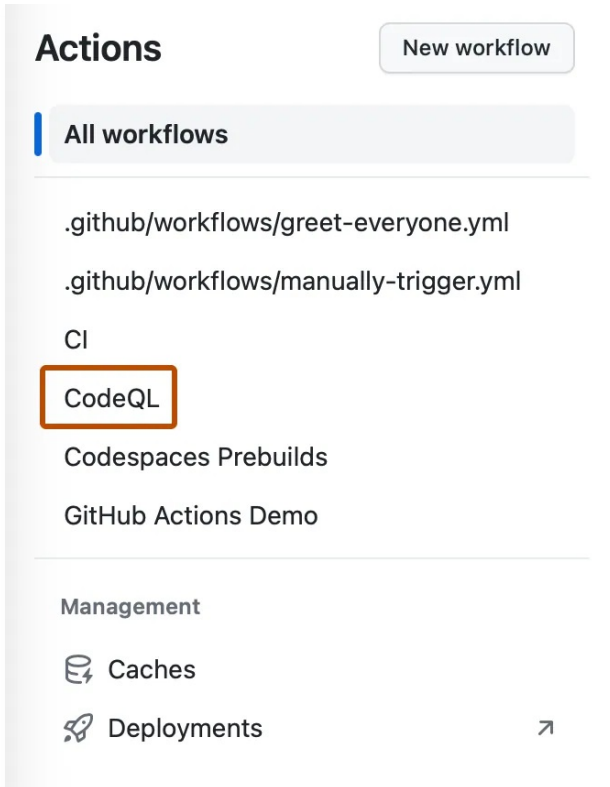 Actions
New workflow
All workflows
.github/workflows/greet-everyone.yml
.github/workflows/manually-trigger.yml
CI
CodeQL
Codespaces Prebuilds
GitHub Actions Demo
Management
Caches
Deployments